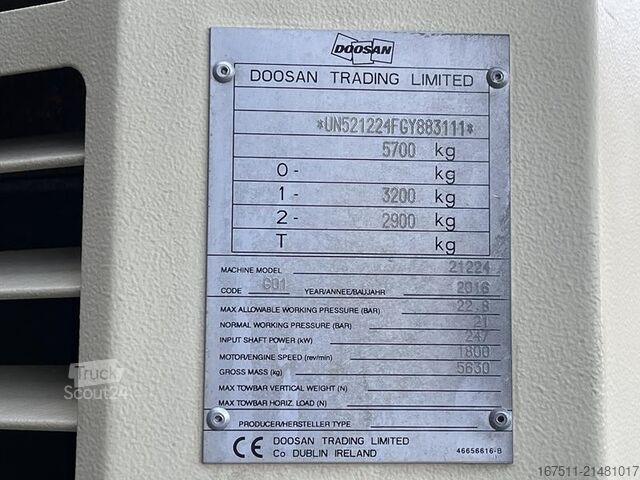 DOOSAN
DOOSAN TRADING LIMITED
*UN521224FGY883111*
5700 kg
0- kg
1- 3200 kg
2- 2900 kg
T kg
MACHINE MODEL 21224
CODE G01 YEAR/ANNEE/BAUJAHR 2016
MAX ALLOWABLE WORKING PRESSURE (BAR) 22.8
NORMAL WORKING PRESSURE (BAR) 21
INPUT SHAFT POWER (kW) 247
MOTOR/ENGINE SPEED (rev/min) 1800
GROSS MASS (kg) 5630
MAX TOWBAR VERTICAL WEIGHT (N)
MAX TOWBAR HORIZ. LOAD (N)
PRODUCER/HERSTELLER TYPE
CE DOOSAN TRADING LIMITED
Co DUBLIN IRELAND 46656616-B
Truck
Scout24
167511-21481017